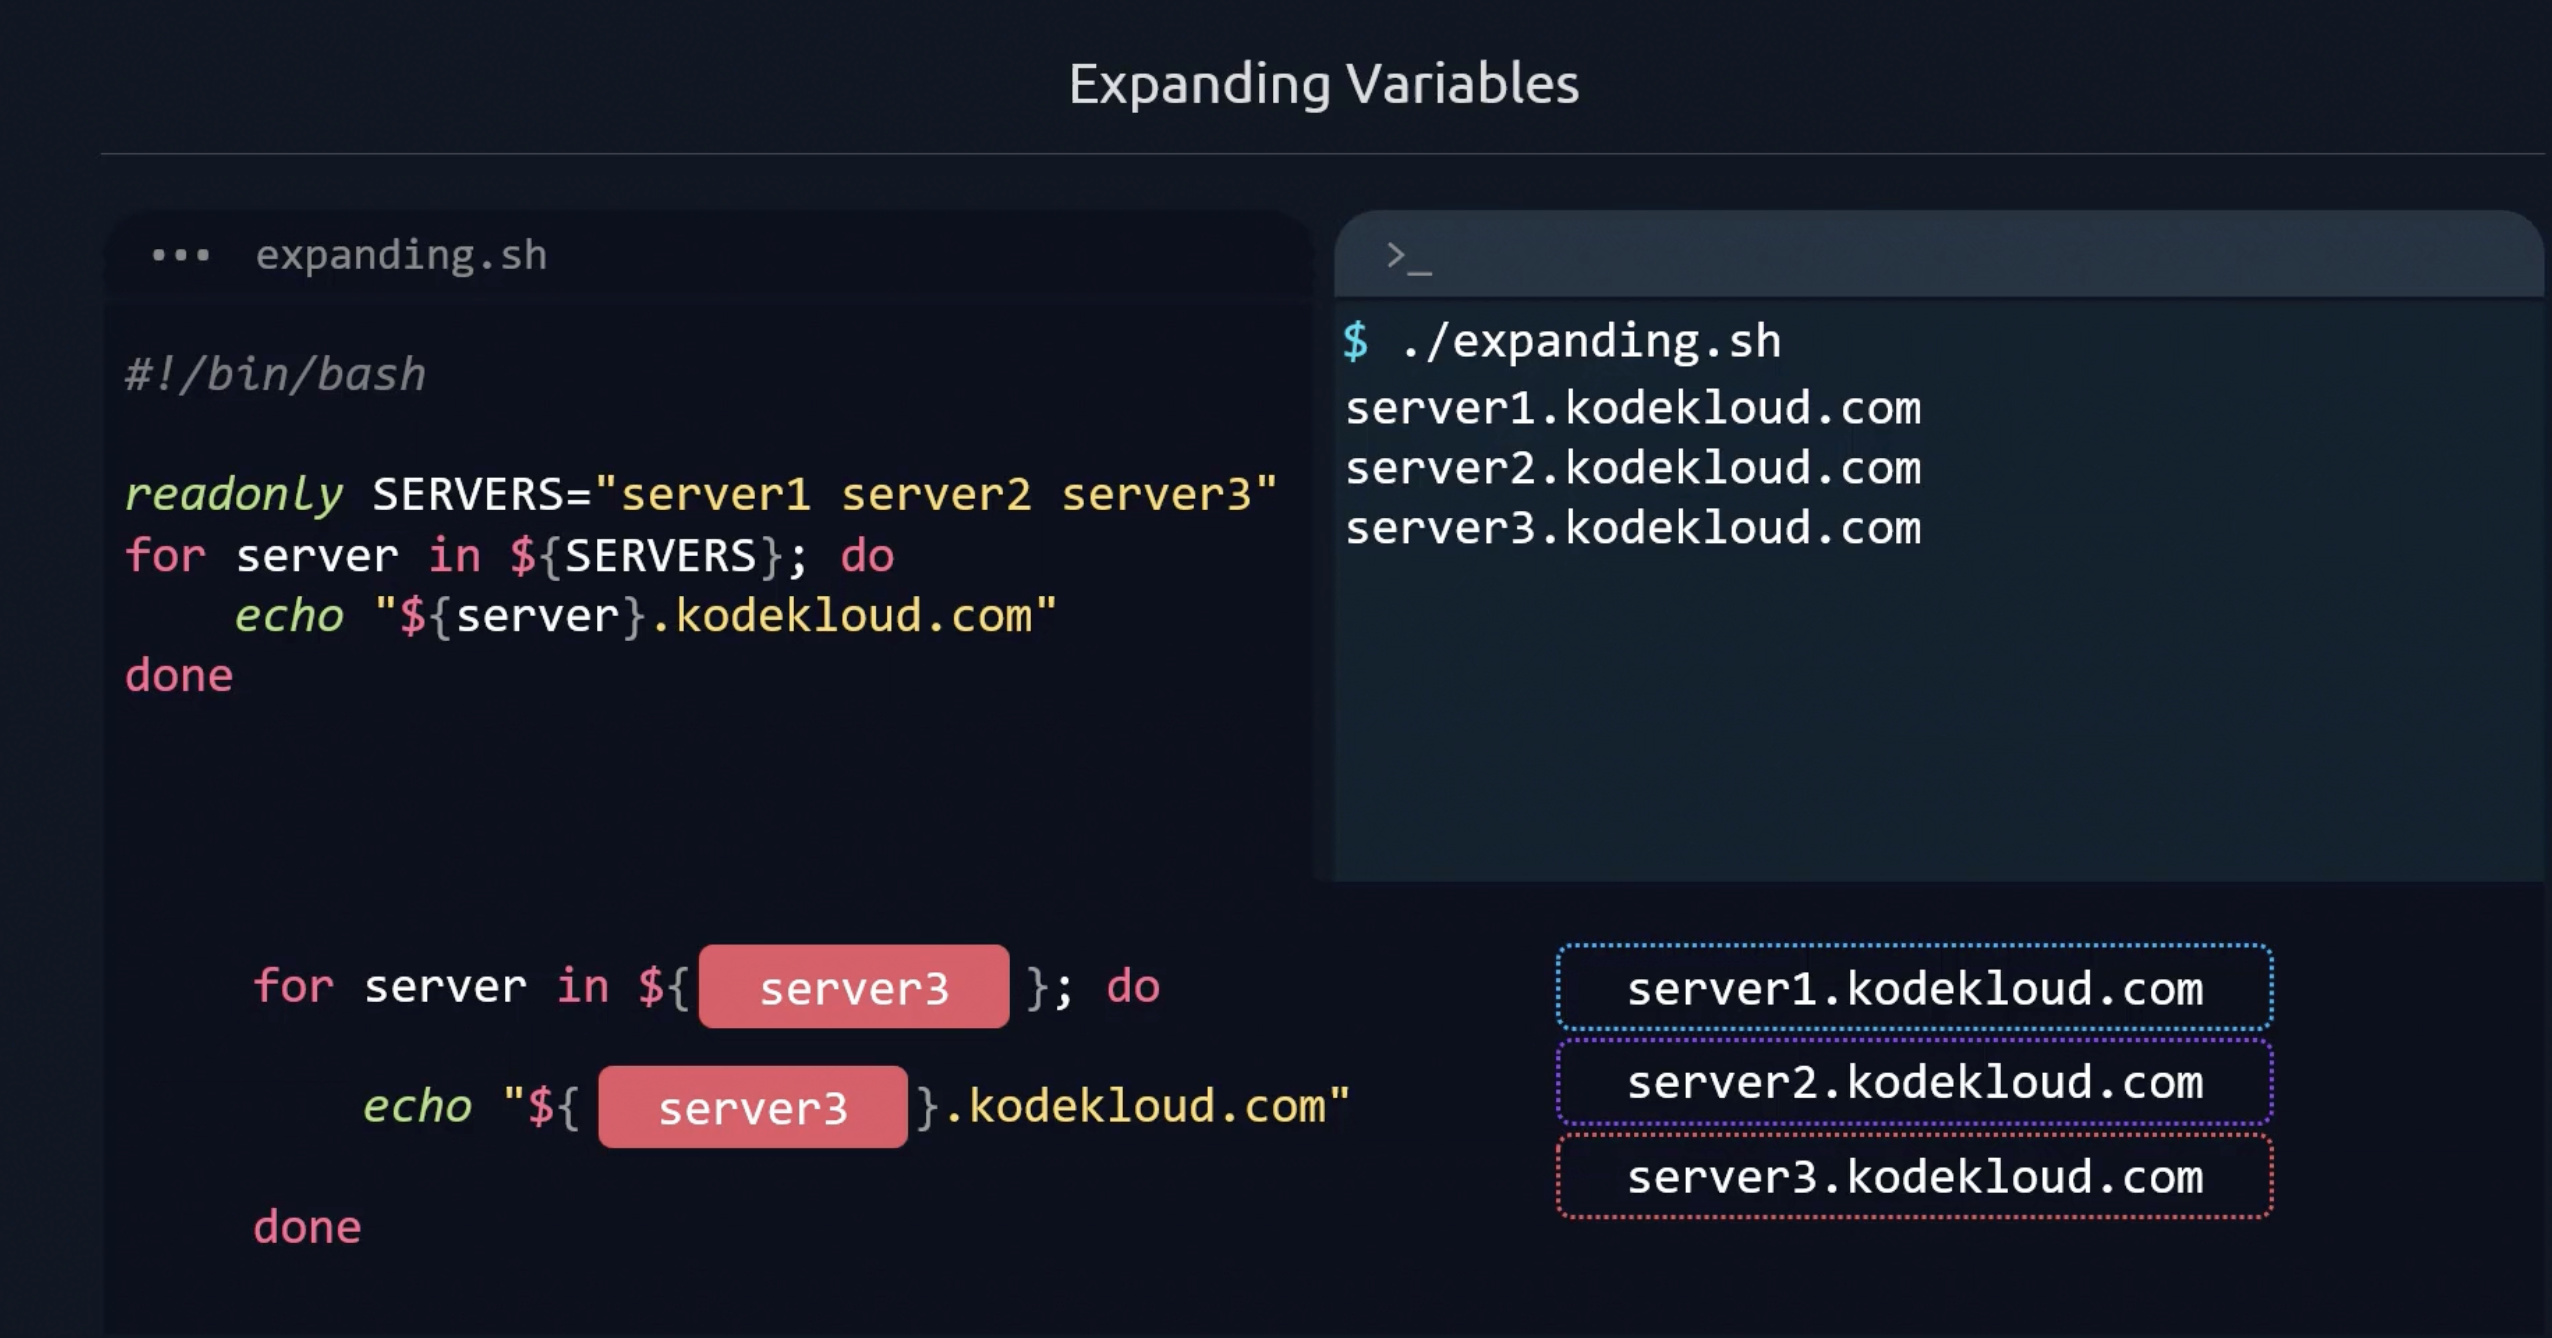 Expanding Variables
••• expanding.sh
#!/bin/bash
readonly SERVERS="server1 server2 server3"
for server in ${SERVERS}; do
    echo "${server}.kodekloud.com"
done
>_
$ ./expanding.sh
server1.kodekloud.com
server2.kodekloud.com
server3.kodekloud.com
for server in ${ server3 }; do
    echo "${ server3 }.kodekloud.com"
done
server1.kodekloud.com
server2.kodekloud.com
server3.kodekloud.com